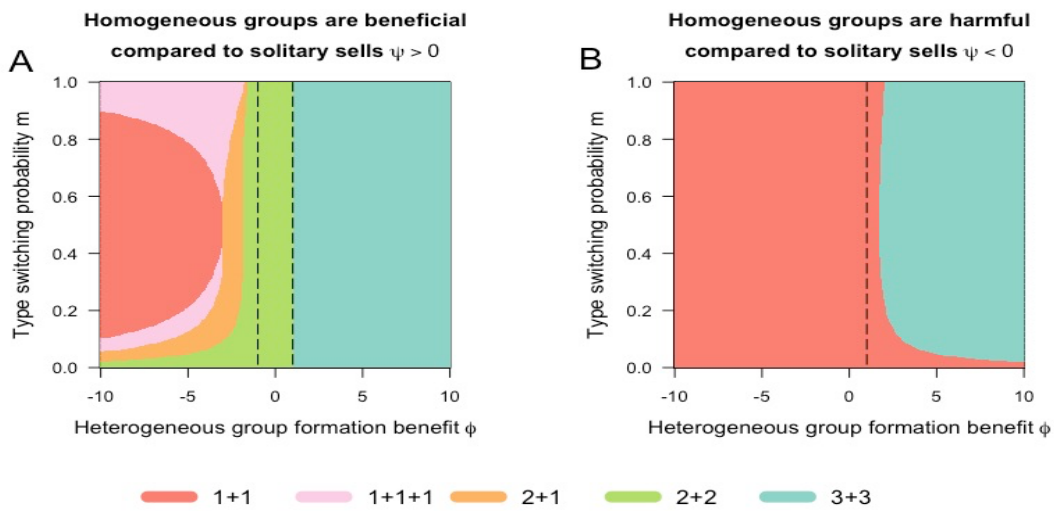 Homogeneous groups are beneficial
compared to solitary sells ψ > 0
A
Type switching probability m
1.0
0.8
0.6
0.4
0.2
0.0
-10
-5
0
5
10
Heterogeneous group formation benefit ϕ
Homogeneous groups are harmful
compared to solitary sells ψ < 0
B
Type switching probability m
1.0
0.8
0.6
0.4
0.2
0.0
-10
-5
0
5
10
Heterogeneous group formation benefit ϕ
1+1
1+1+1
2+1
2+2
3+3